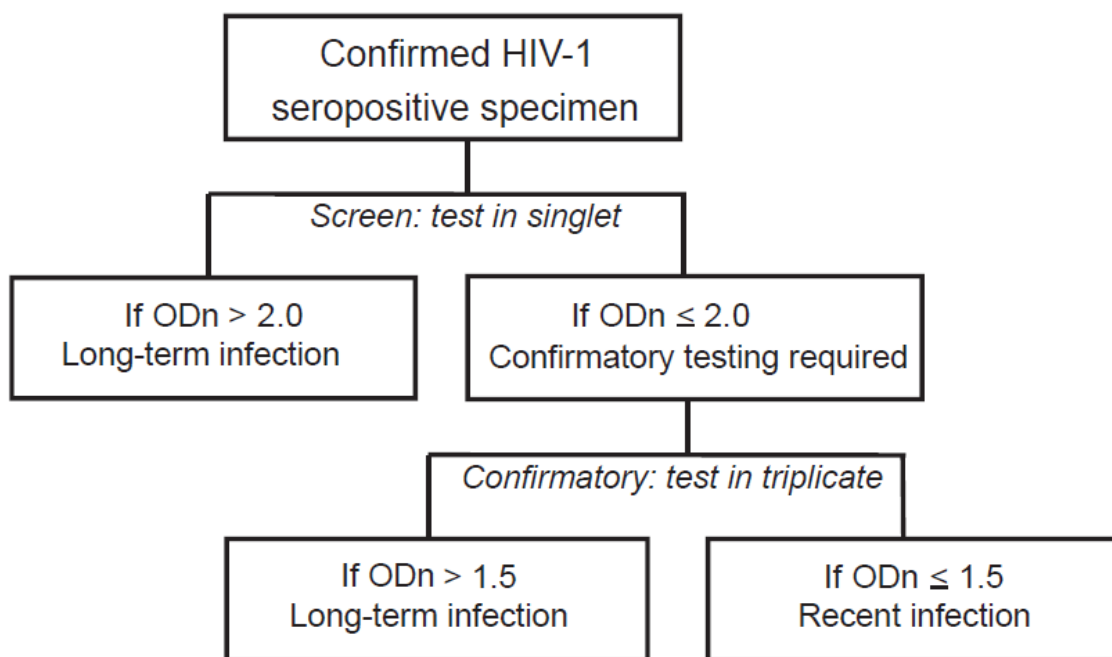 Confirmed HIV-1
seropositive specimen
Screen: test in singlet
If ODn > 2.0
Long-term infection
If ODn ≤ 2.0
Confirmatory testing required
Confirmatory: test in triplicate
If ODn > 1.5
Long-term infection
If ODn ≤ 1.5
Recent infection